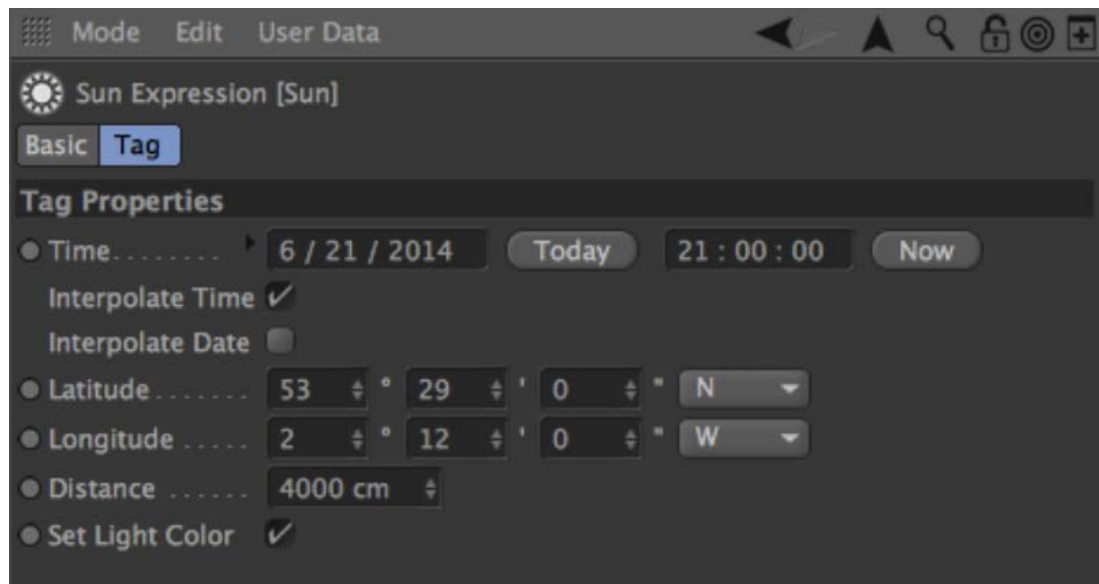 Mode Edit User Data
Sun Expression [Sun]
Basic Tag
Tag Properties
Time........ 6 / 21 / 2014 Today 21 : 00 : 00 Now
Interpolate Time
Interpolate Date
Latitude....... 53 ° 29 ' 0 " N
Longitude ..... 2 ° 12 ' 0 " W
Distance ...... 4000 cm
Set Light Color